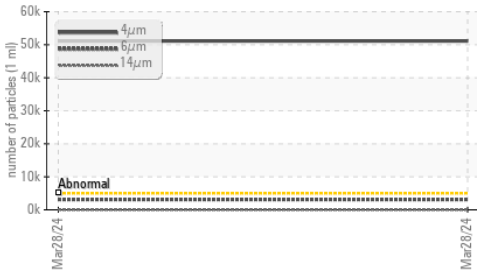 60k
50k
40k
30k
20k
10k
0k
number of particles (1 ml)
4µm
6µm
14µm
Abnormal
Mar28/24
Mar28/24